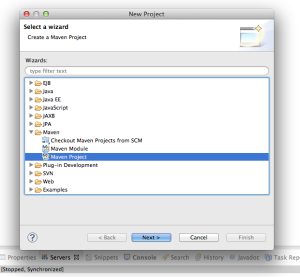 New Project
Select a wizard
Create a Maven Project
Wizards:
type filter text
EJB
Java
Java EE
JavaScript
JAXB
JPA
Maven
Checkout Maven Projects from SCM
Maven Module
Maven Project
Plug-in Development
SVN
Web
Examples
? < Back Next > Cancel Finish
Properties Servers Snippets Console Search History Javadoc Task Rep
[Stopped, Synchronized]